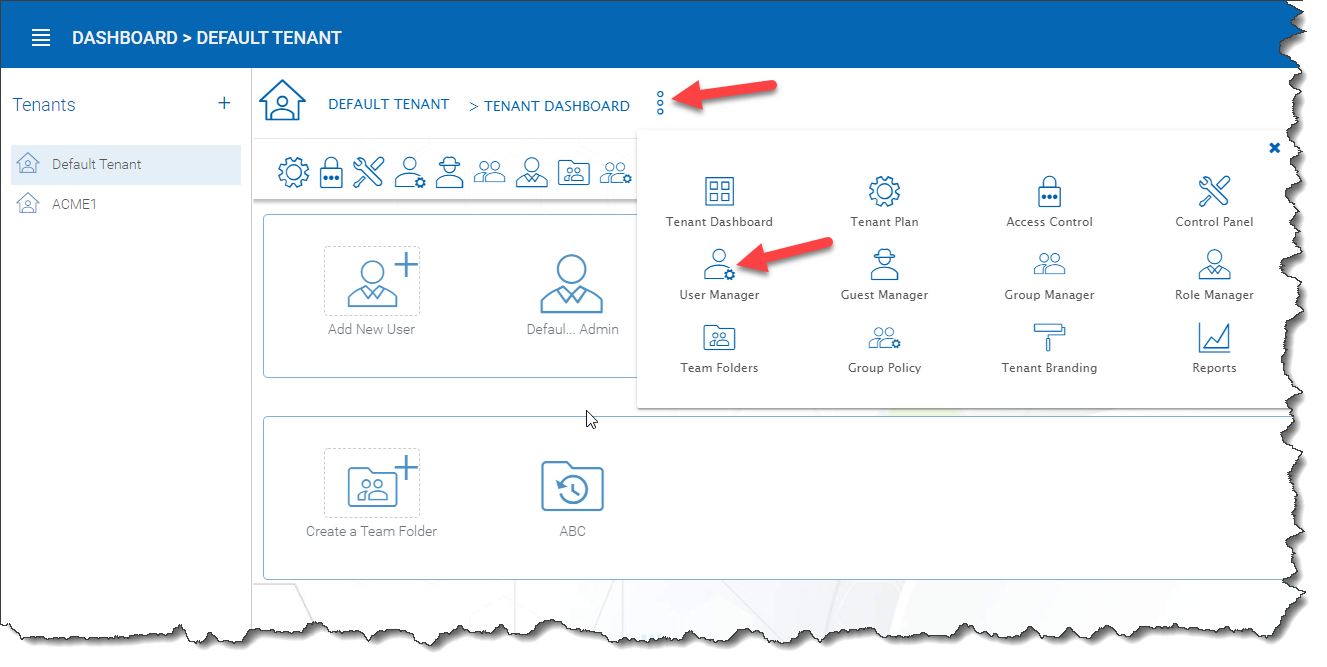 DASHBOARD > DEFAULT TENANT
Tenants
Default Tenant
ACME1
DEFAULT TENANT > TENANT DASHBOARD
Tenant Dashboard Tenant Plan Access Control Control Panel
User Manager Guest Manager Group Manager Role Manager
Team Folders Group Policy Tenant Branding Reports
Add New User Defaul... Admin
Create a Team Folder ABC